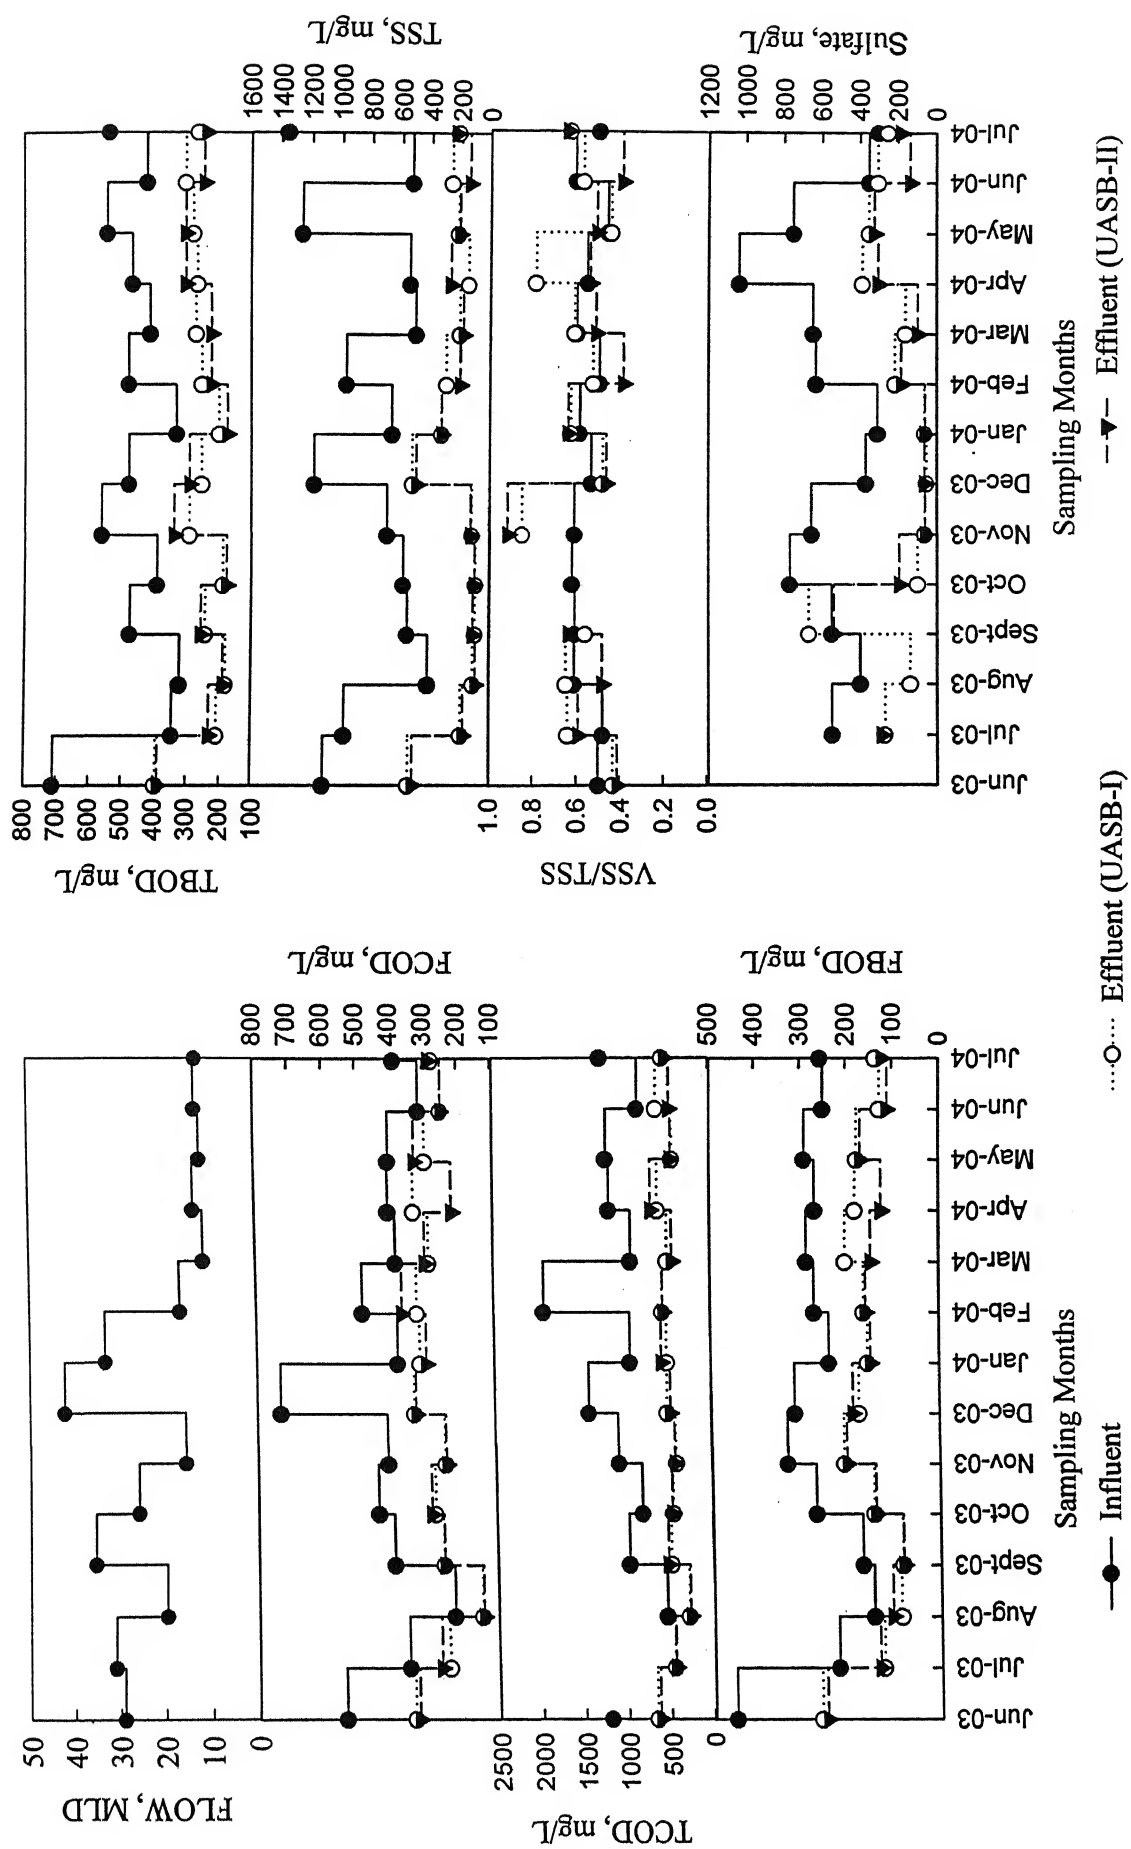 FLOW, MLD
50
40
30
20
10
0
FCOD, mg/L
800
700
600
500
400
300
200
100
TCOD, mg/L
2500
2000
1500
1000
500
0
FBOD, mg/L
500
400
300
200
100
0
Jun-03
Jul-03
Aug-03
Sept-03
Oct-03
Nov-03
Dec-03
Jan-04
Feb-04
Mar-04
Apr-04
May-04
Jun-04
Jul-04
Sampling Months
TBOD, mg/L
800
700
600
500
400
300
200
100
TSS, mg/L
1600
1400
1200
1000
800
600
400
200
0
VSS/TSS
1.0
0.8
0.6
0.4
0.2
0.0
Sulfate, mg/L
1200
1000
800
600
400
200
0
Jun-03
Jul-03
Aug-03
Sept-03
Oct-03
Nov-03
Dec-03
Jan-04
Feb-04
Mar-04
Apr-04
May-04
Jun-04
Jul-04
Sampling Months
Influent
Effluent (UASB-I)
Effluent (UASB-II)